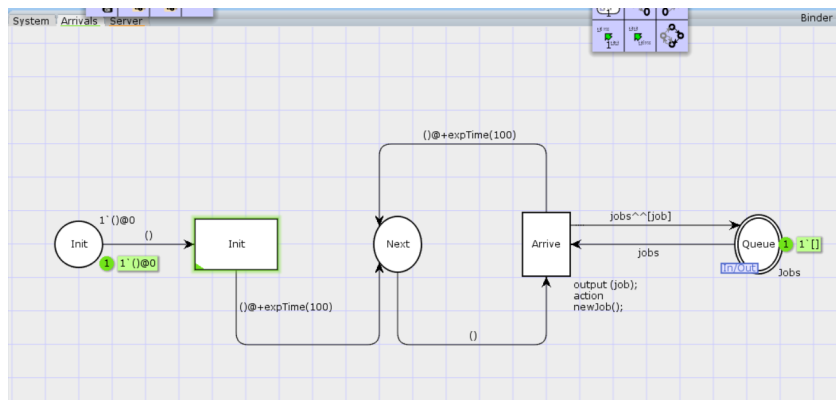 System Arrivals Server
Binder
()@+expTime(100)
1`()@0
()
Init
1 1`()@0
Init
Next
Arrive
jobs^^[job]
jobs
Queue 1 1`[]
In/Out
Jobs
()@+expTime(100)
()
output (job);
action
newJob();